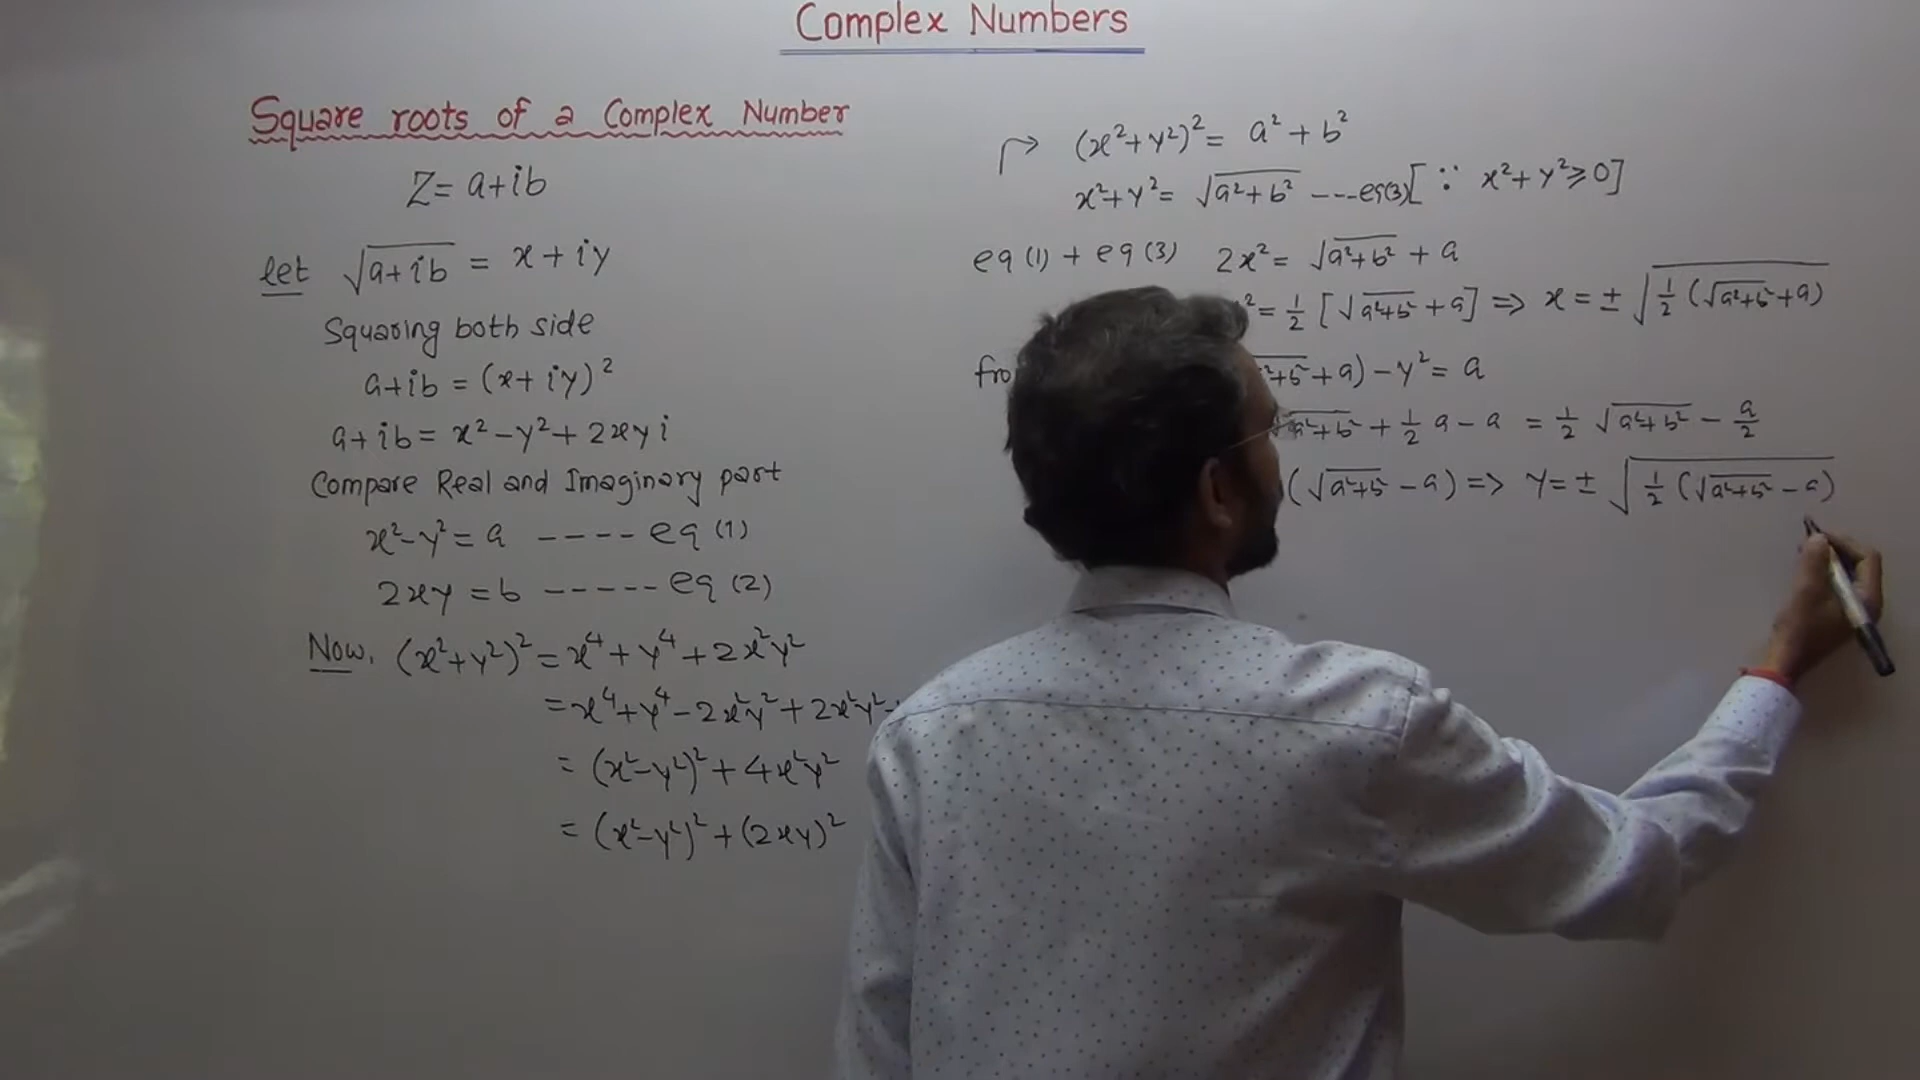 Complex Numbers
Square roots of a Complex Number
Z = a+ib
let √(a+ib) = x + iy
Squaring both side
a+ib = (x+iy)²
a+ib = x² - y² + 2xyi
Compare Real and Imaginary part
x² - y² = a ---- eq (1)
2xy = b ----- eq (2)
Now, (x²+y²)² = x⁴ + y⁴ + 2x²y²
= x⁴ + y⁴ - 2x²y² + 2x²y²
= (x²-y²)² + 4x²y²
= (x²-y²)² + (2xy)²
(x²+y²)² = a² + b²
x²+y² = √(a²+b²) ---eq(3) [∵ x²+y² ⩾ 0]
eq (1) + eq (3) 2x² = √(a²+b²) + a
² = 1/2 [√(a²+b²) + a] => x = ± √(1/2 (√(a²+b²) + a))
+ a) - y² = a
√(a²+b²) + 1/2 a - a = 1/2 √(a²+b²) - a/2
(√(a²+b²) - a) => y = ± √(1/2 (√(a²+b²) - a))